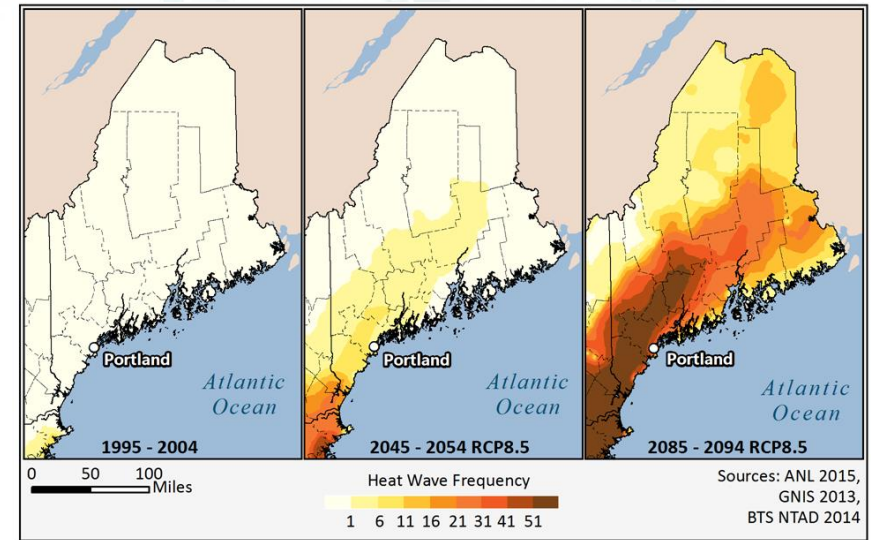 Portland
Atlantic
Ocean
1995 - 2004
Portland
Atlantic
Ocean
2045 - 2054 RCP8.5
Portland
Atlantic
Ocean
2085 - 2094 RCP8.5
0 50 100
Miles
Heat Wave Frequency
1 6 11 16 21 31 41 51
Sources: ANL 2015,
GNIS 2013,
BTS NTAD 2014